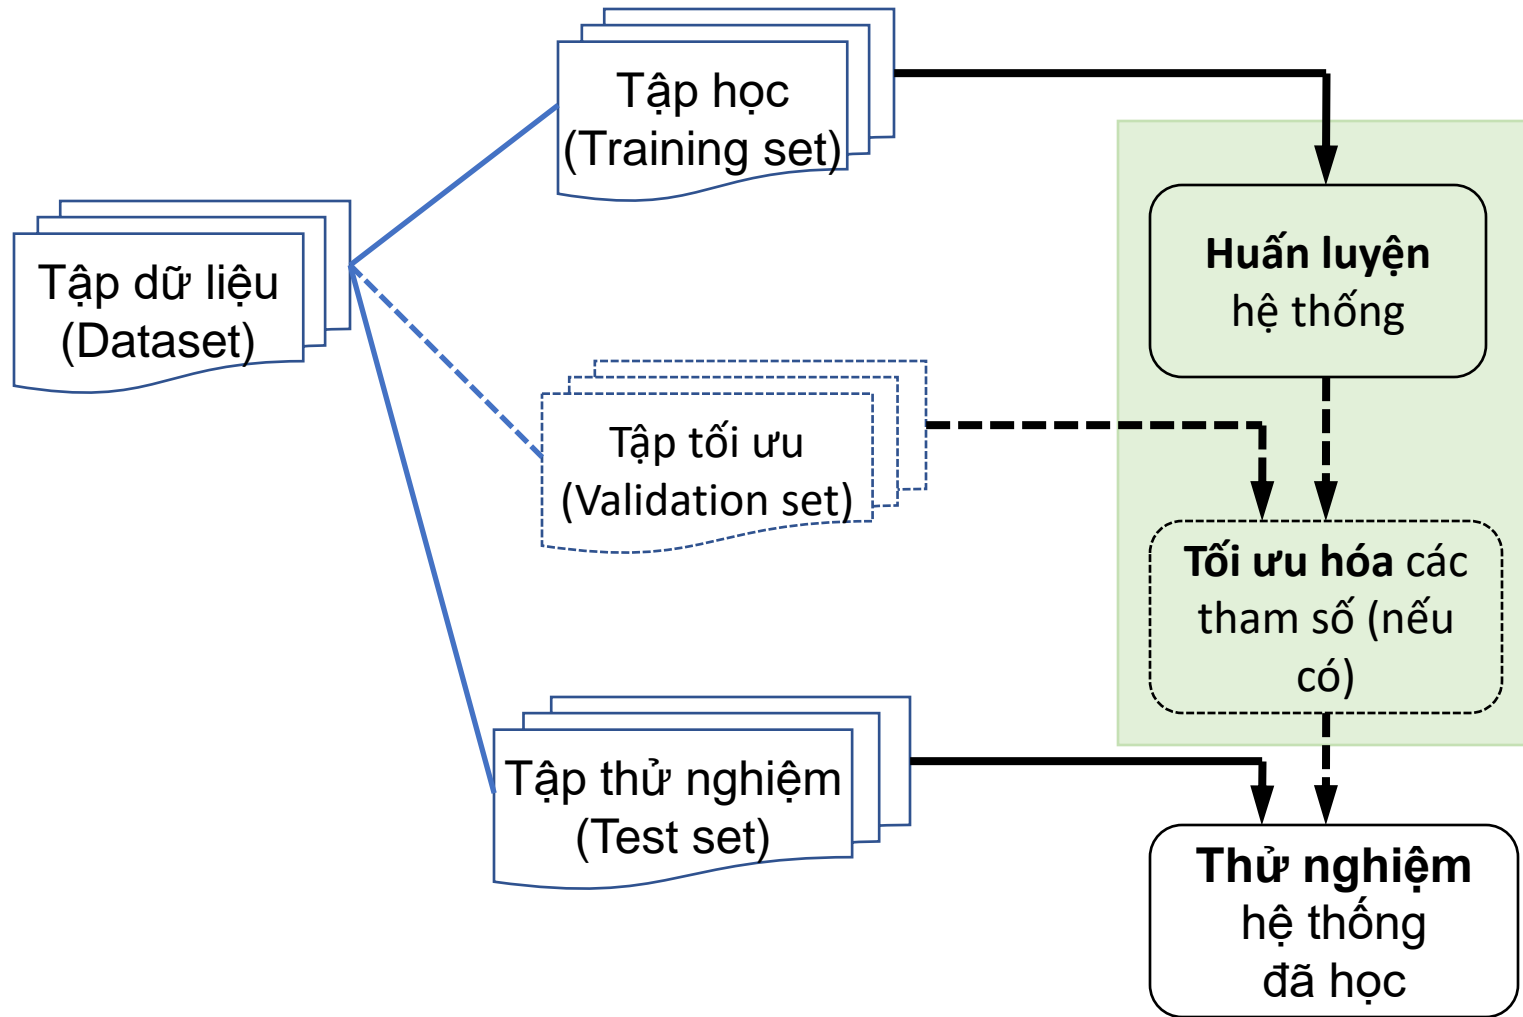 Tập học
(Training set)
Huấn luyện
hệ thống
Tập dữ liệu
(Dataset)
Tập tối ưu
(Validation set)
Tối ưu hóa các
tham số (nếu
có)
Tập thử nghiệm
(Test set)
Thử nghiệm
hệ thống
đã học